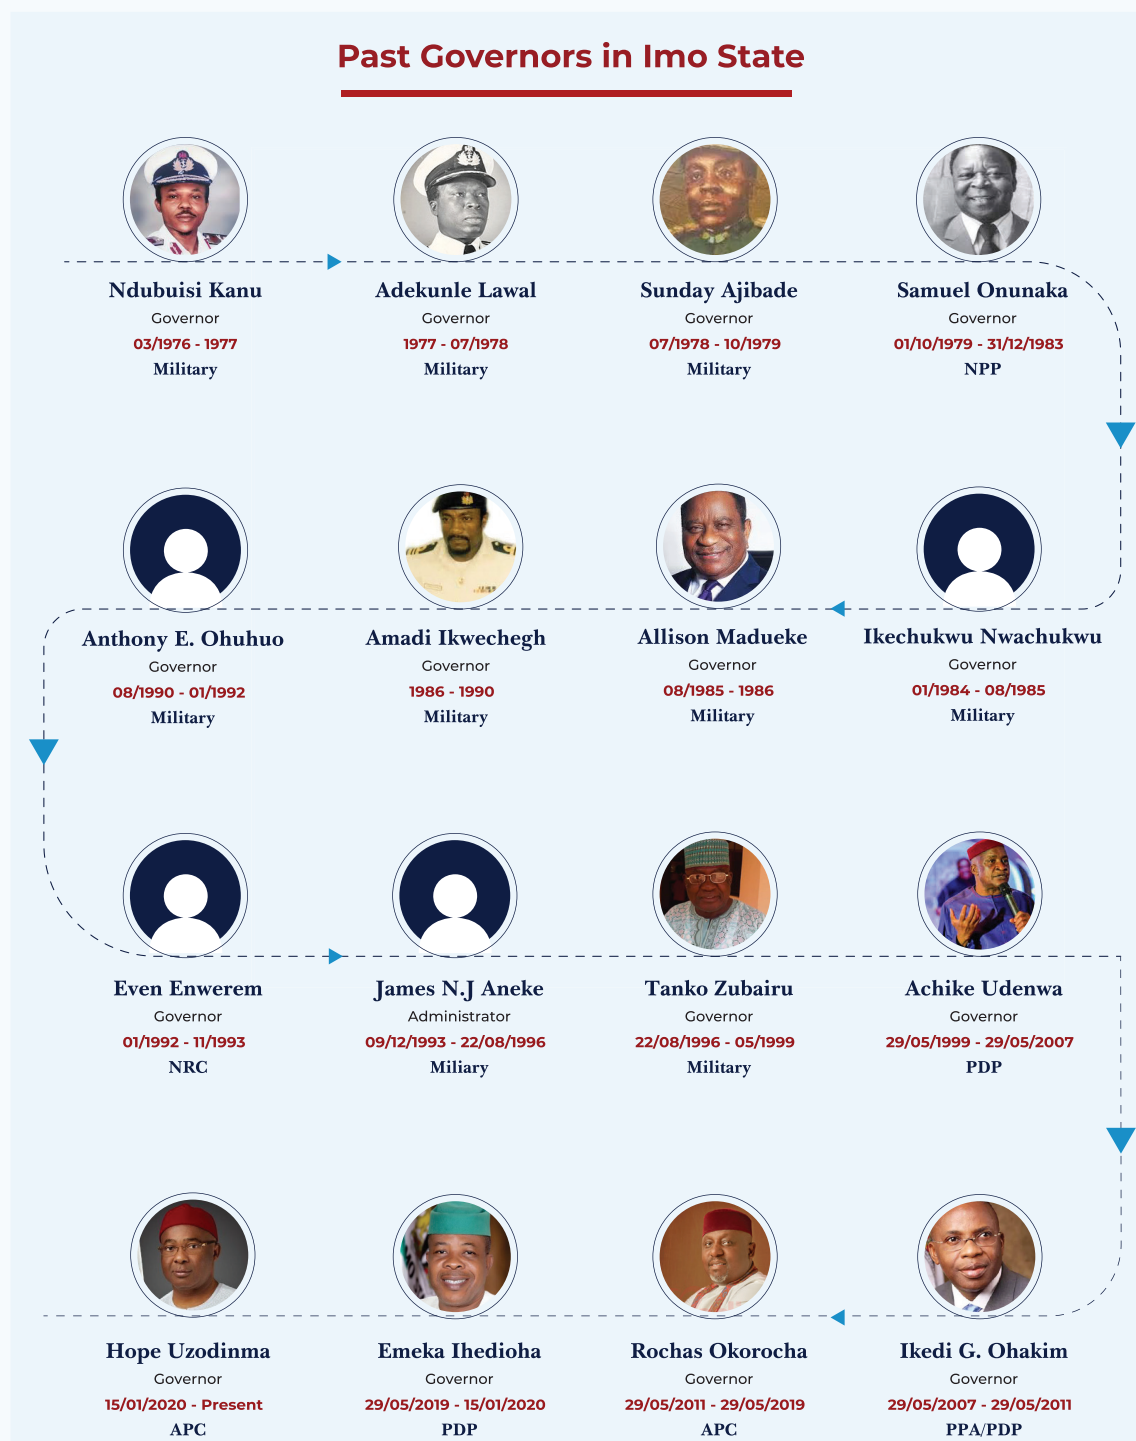 Past Governors in Imo State
Ndubuisi Kanu
Governor
03/1976 - 1977
Military
Adekunle Lawal
Governor
1977 - 07/1978
Military
Sunday Ajibade
Governor
07/1978 - 10/1979
Military
Samuel Onunaka
Governor
01/10/1979 - 31/12/1983
NPP
Ikechukwu Nwachukwu
Governor
01/1984 - 08/1985
Military
Allison Madueke
Governor
08/1985 - 1986
Military
Amadi Ikwechegh
Governor
1986 - 1990
Military
Anthony E. Ohuhuo
Governor
08/1990 - 01/1992
Military
Even Enwerem
Governor
01/1992 - 11/1993
NRC
James N.J Aneke
Administrator
09/12/1993 - 22/08/1996
Miliary
Tanko Zubairu
Governor
22/08/1996 - 05/1999
Military
Achike Udenwa
Governor
29/05/1999 - 29/05/2007
PDP
Ikedi G. Ohakim
Governor
29/05/2007 - 29/05/2011
PPA/PDP
Rochas Okorocha
Governor
29/05/2011 - 29/05/2019
APC
Emeka Ihedioha
Governor
29/05/2019 - 15/01/2020
PDP
Hope Uzodinma
Governor
15/01/2020 - Present
APC